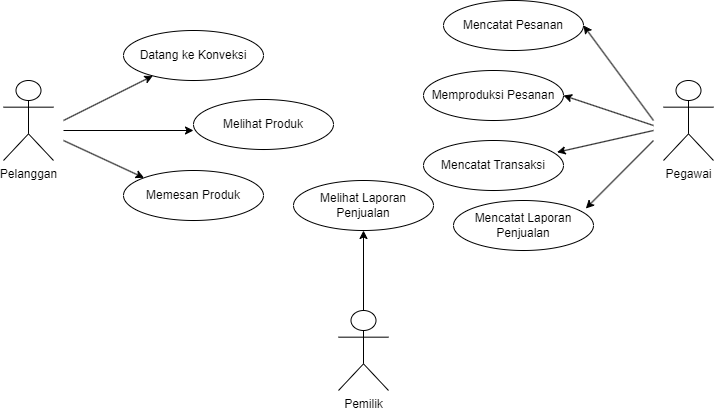 Mencatat Pesanan
Datang ke Konveksi
Memproduksi Pesanan
Melihat Produk
Mencatat Transaksi
Pelanggan
Pegawai
Memesan Produk
Melihat Laporan
Penjualan
Mencatat Laporan
Penjualan
Pemilik